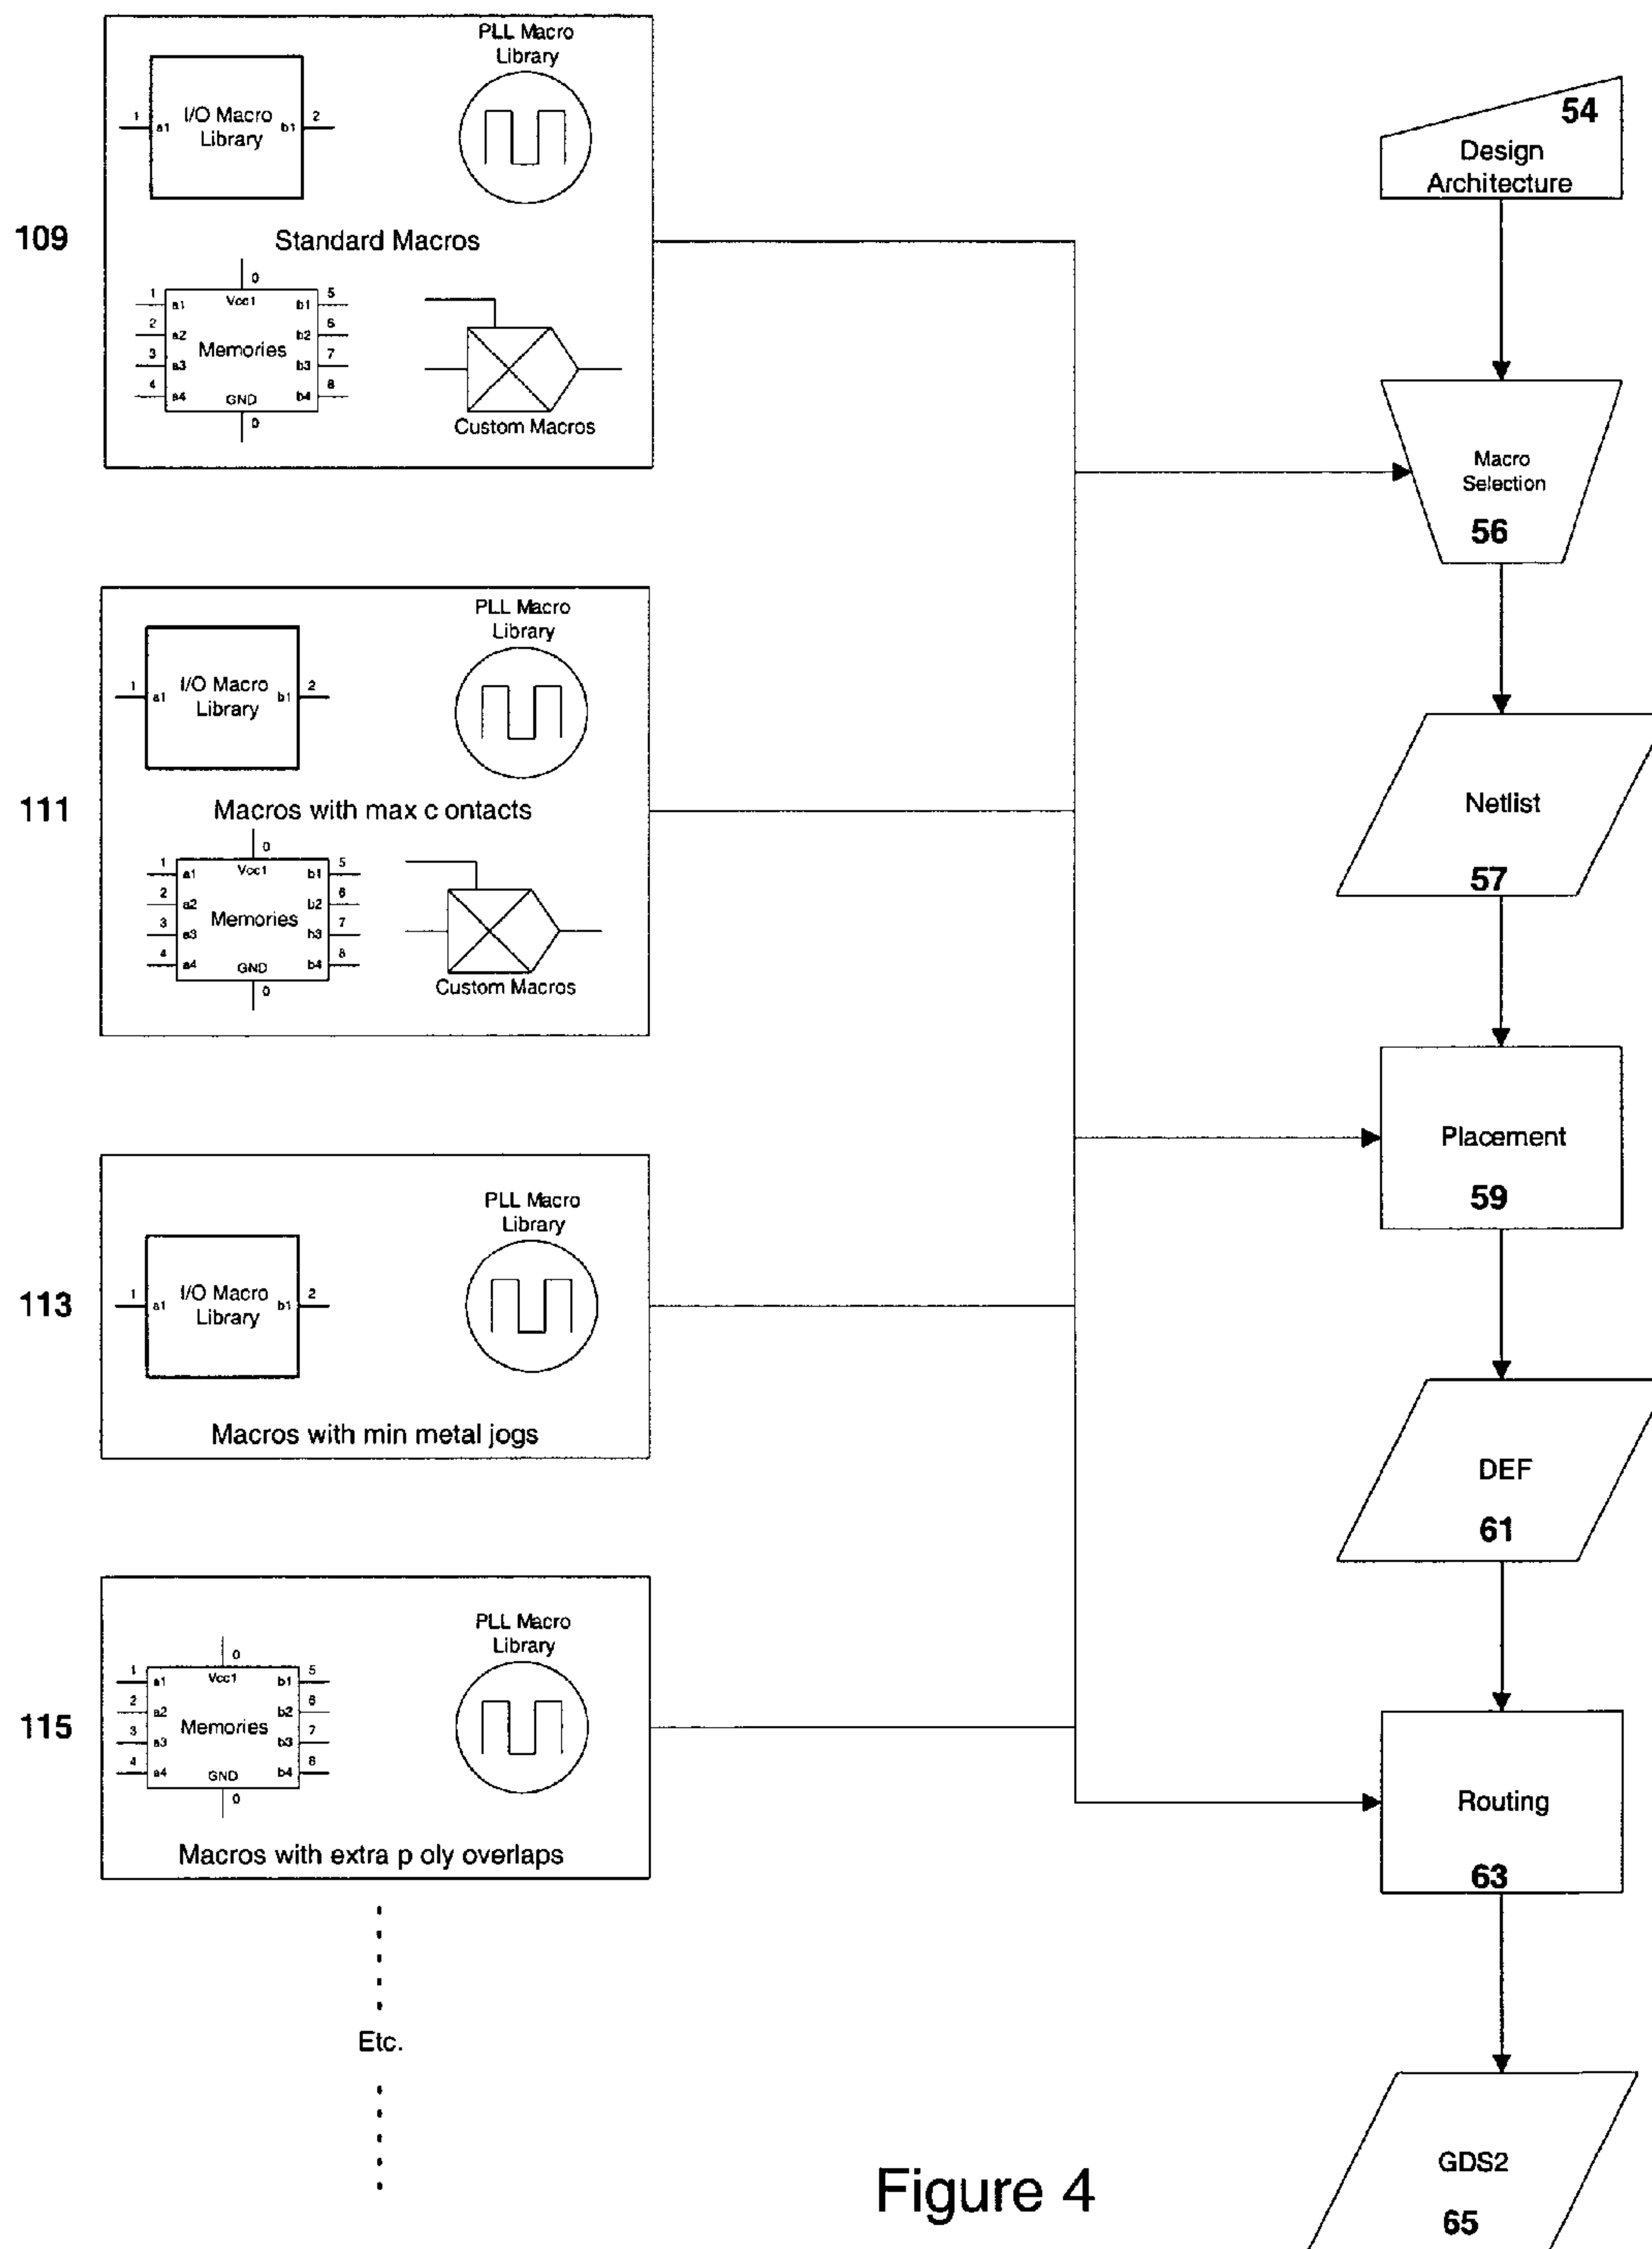 PLL Macro
Library
I/O Macro
Library
1
a1
b1
2
109
Standard Macros
0
Vcc1
1
a1
2
a2
3
a3
4
a4
Memories
b1
5
b2
6
b3
7
b4
8
GND
0
Custom Macros
PLL Macro
Library
I/O Macro
Library
1
a1
b1
2
111
Macros with max c ontacts
0
Vcc1
1
a1
2
a2
3
a3
4
a4
Memories
b1
5
b2
6
b3
7
b4
8
GND
0
Custom Macros
PLL Macro
Library
I/O Macro
Library
1
a1
b1
2
113
Macros with min metal jogs
PLL Macro
Library
0
Vcc1
1
a1
2
a2
3
a3
4
a4
Memories
b1
5
b2
6
b3
7
b4
8
GND
0
115
Macros with extra p oly overlaps
Etc.
54
Design
Architecture
Macro
Selection
56
Netlist
57
Placement
59
DEF
61
Routing
63
GDS2
65
Figure 4